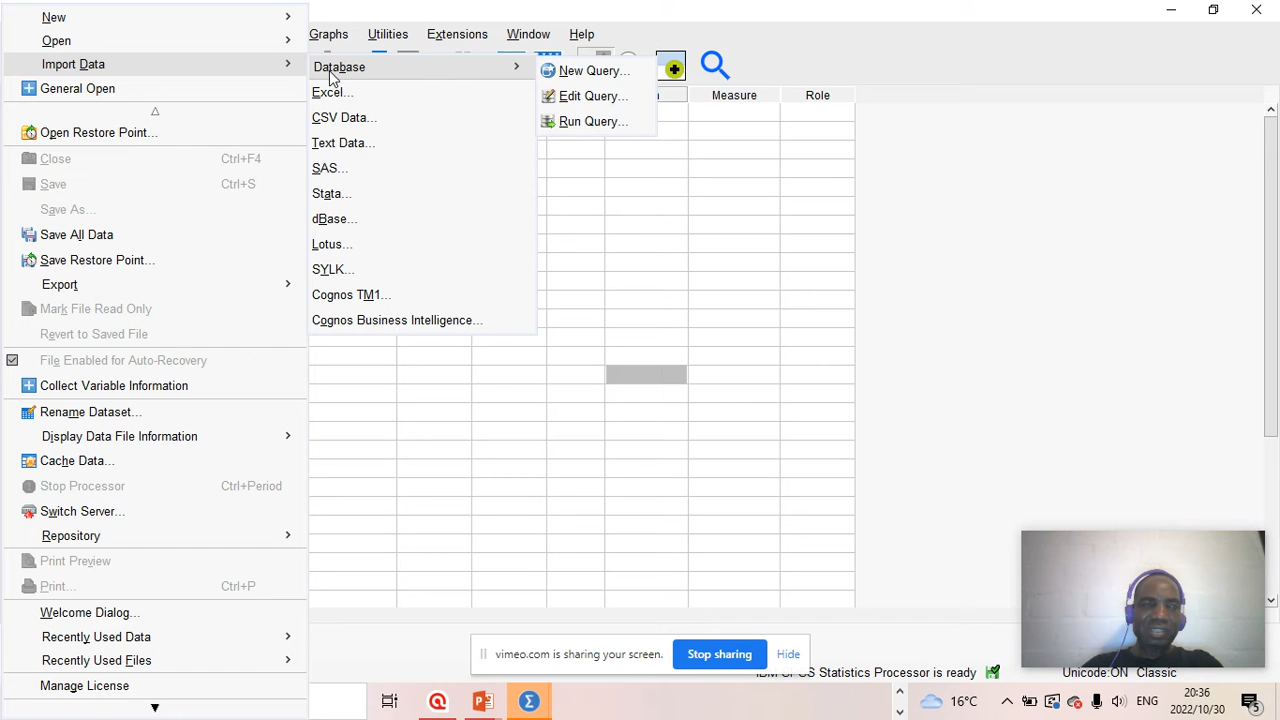 New
Open
Import Data
General Open
Open Restore Point...
Close Ctrl+F4
Save Ctrl+S
Save As...
Save All Data
Save Restore Point...
Export
Mark File Read Only
Revert to Saved File
File Enabled for Auto-Recovery
Collect Variable Information
Rename Dataset...
Display Data File Information
Cache Data...
Stop Processor Ctrl+Period
Switch Server...
Repository
Print Preview
Print... Ctrl+P
Welcome Dialog...
Recently Used Data
Recently Used Files
Manage License
Graphs Utilities Extensions Window Help
Database
Excel...
CSV Data...
Text Data...
SAS...
Stata...
dBase...
Lotus...
SYLK...
Cognos TM1...
Cognos Business Intelligence...
New Query...
Edit Query...
Run Query...
Measure Role
vimeo.com is sharing your screen. Stop sharing Hide
Statistics Processor is ready Unicode:ON Classic
16°C ENG 20:36
2022/10/30 5